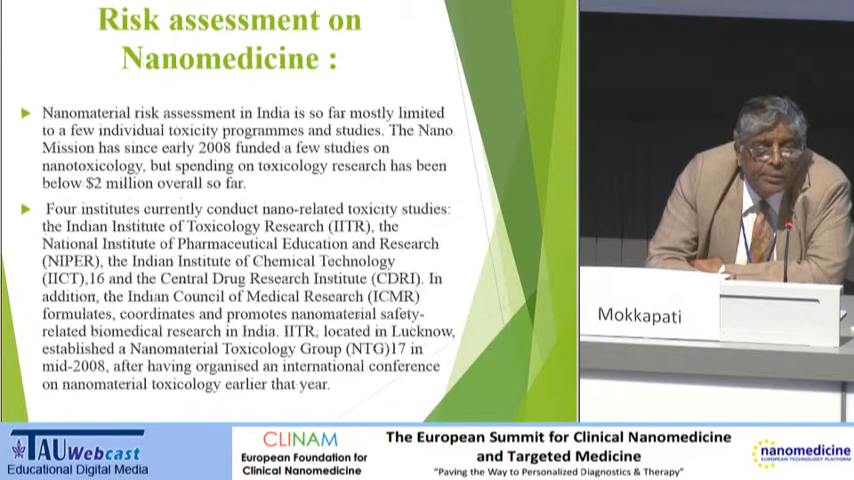 Risk assessment on
Nanomedicine :
Nanomaterial risk assessment in India is so far mostly limited
to a few individual toxicity programmes and studies. The Nano
Mission has since early 2008 funded a few studies on
nanotoxicology, but spending on toxicology research has been
below $2 million overall so far.
Four institutes currently conduct nano-related toxicity studies:
the Indian Institute of Toxicology Research (IITR), the
National Institute of Pharmaceutical Education and Research
(NIPER), the Indian Institute of Chemical Technology
(IICT),16 and the Central Drug Research Institute (CDRI). In
addition, the Indian Council of Medical Research (ICMR)
formulates, coordinates and promotes nanomaterial safety-
related biomedical research in India. IITR, located in Lucknow,
established a Nanomaterial Toxicology Group (NTG)17 in
mid-2008, after having organised an international conference
on nanomaterial toxicology earlier that year.
Mokkapati
TAU Webcast
Educational Digital Media
CLINAM
European Foundation for
Clinical Nanomedicine
The European Summit for Clinical Nanomedicine
and Targeted Medicine
"Paving the Way to Personalized Diagnostics & Therapy"
nanomedicine
EUROPEAN TECHNOLOGY PLATFORM